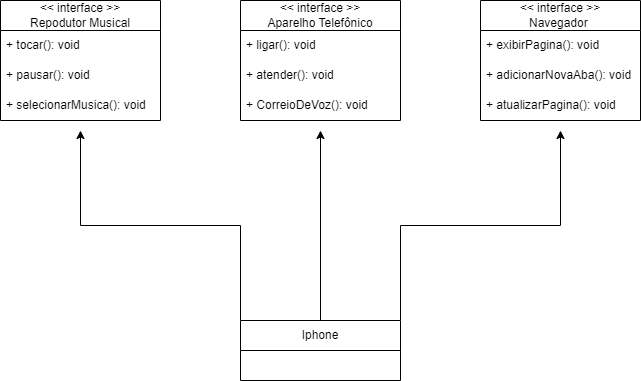 << interface >>
Repodutor Musical
+ tocar(): void
+ pausar(): void
+ selecionarMusica(): void
<< interface >>
Aparelho Telefônico
+ ligar(): void
+ atender(): void
+ CorreioDeVoz(): void
<< interface >>
Navegador
+ exibirPagina(): void
+ adicionarNovaAba(): void
+ atualizarPagina(): void
Iphone